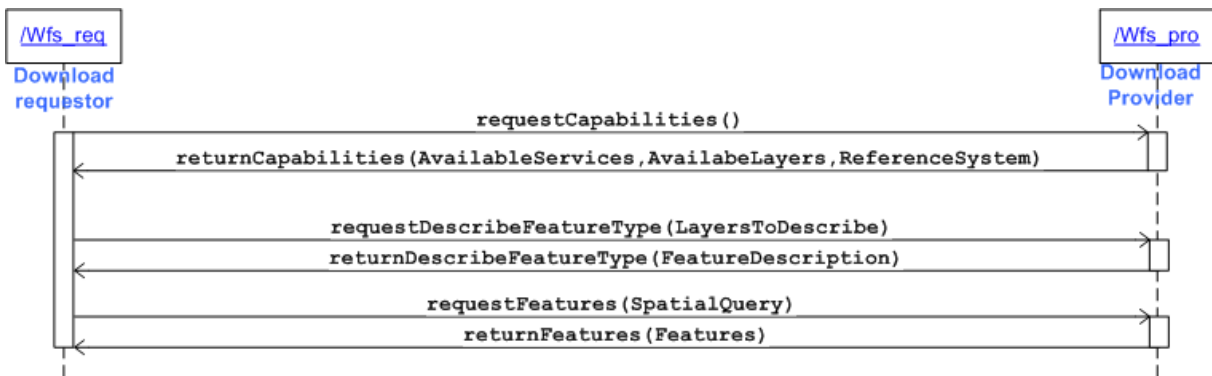 /Wfs_req
/Wfs_pro
Download
requestor
Download
Provider
requestCapabilities()
returnCapabilities(AvailableServices,AvailabeLayers,ReferenceSystem)
requestDescribeFeatureType(LayersToDescribe)
returnDescribeFeatureType(FeatureDescription)
requestFeatures(SpatialQuery)
returnFeatures(Features)